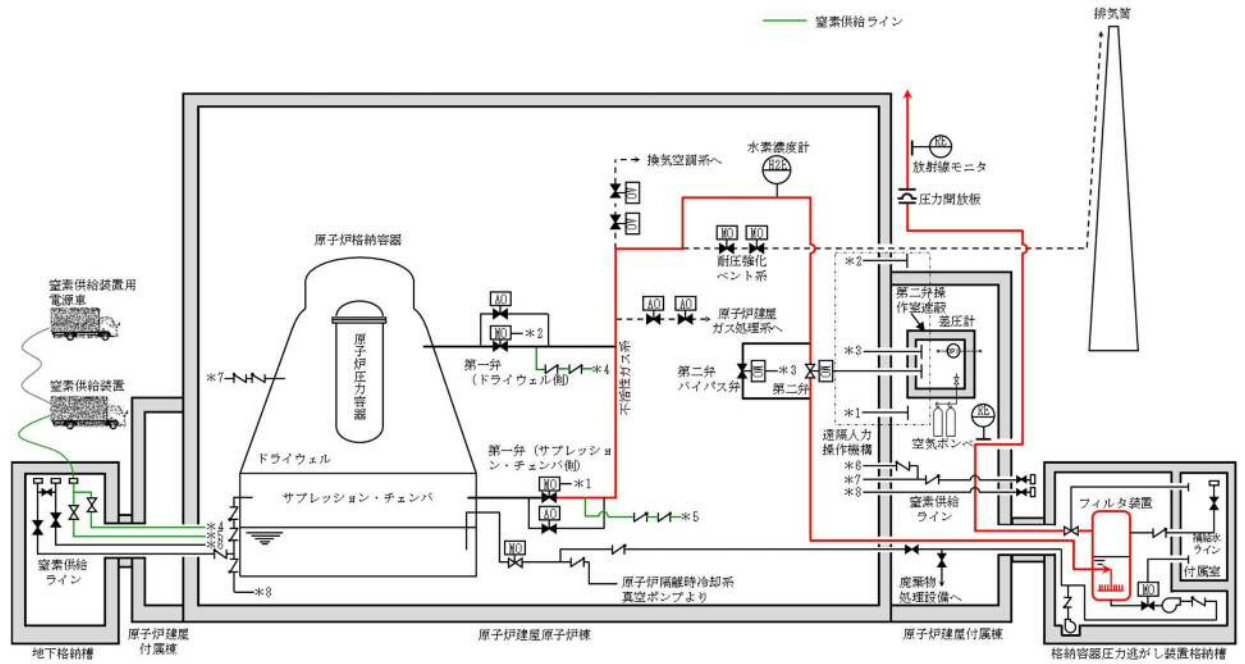 窒素供給ライン
排気筒
水素濃度計
H2E
換気空調系へ
AO
AO
RE
放射線モニタ
圧力開放板
原子炉格納容器
MO
MO
耐圧強化
ベント系
*2
第二弁操
作室遮蔽
差圧計
窒素供給装置用
電源車
AO
MO
*2
AO
AO
原子炉建屋
ガス処理系へ
原子炉圧力容器
*3
dP
窒素供給装置
*7
第一弁
(ドライウェル側)
*4
不活性ガス系
第二弁
バイパス弁
MO
*3
第二弁
MO
*1
RE
遠隔人力
操作機構
空気ボンベ
ドライウェル
第一弁(サプレッショ
ン・チェンバ側)
MO
*1
*6
*7
*8
窒素供給
ライン
サプレッション・チェンバ
AO
*5
フィルタ装置
補給水
ライン
付属室
*4
*5
*6
窒素供給
ライン
MO
*8
原子炉隔離時冷却系
真空ポンプより
廃棄物
処理設備へ
MO
地下格納槽
原子炉建屋
付属棟
原子炉建屋原子炉棟
原子炉建屋付属棟
格納容器圧力逃がし装置格納槽